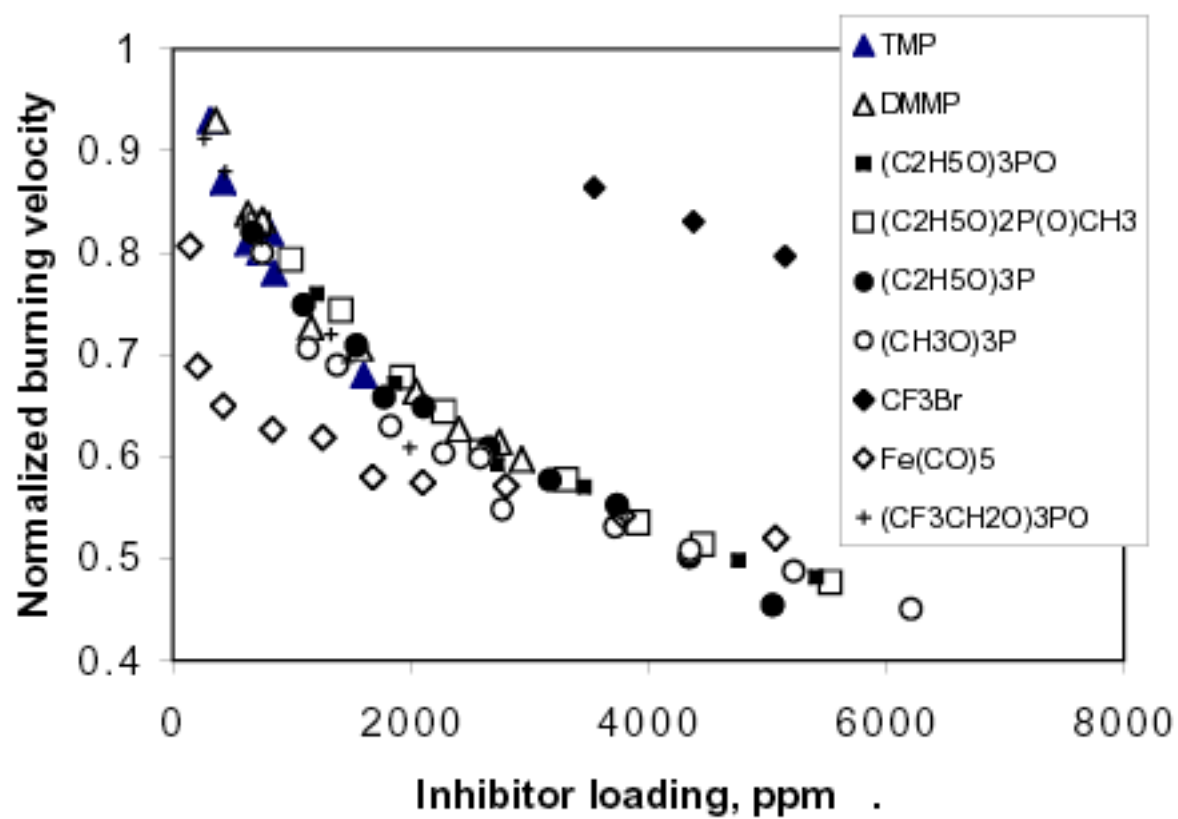 1
0.9
0.8
0.7
0.6
0.5
0.4
Normalized burning velocity
0
2000
4000
6000
8000
Inhibitor loading, ppm .
TMP
DMMP
(C2H5O)3PO
(C2H5O)2P(O)CH3
(C2H5O)3P
(CH3O)3P
CF3Br
Fe(CO)5
(CF3CH2O)3PO